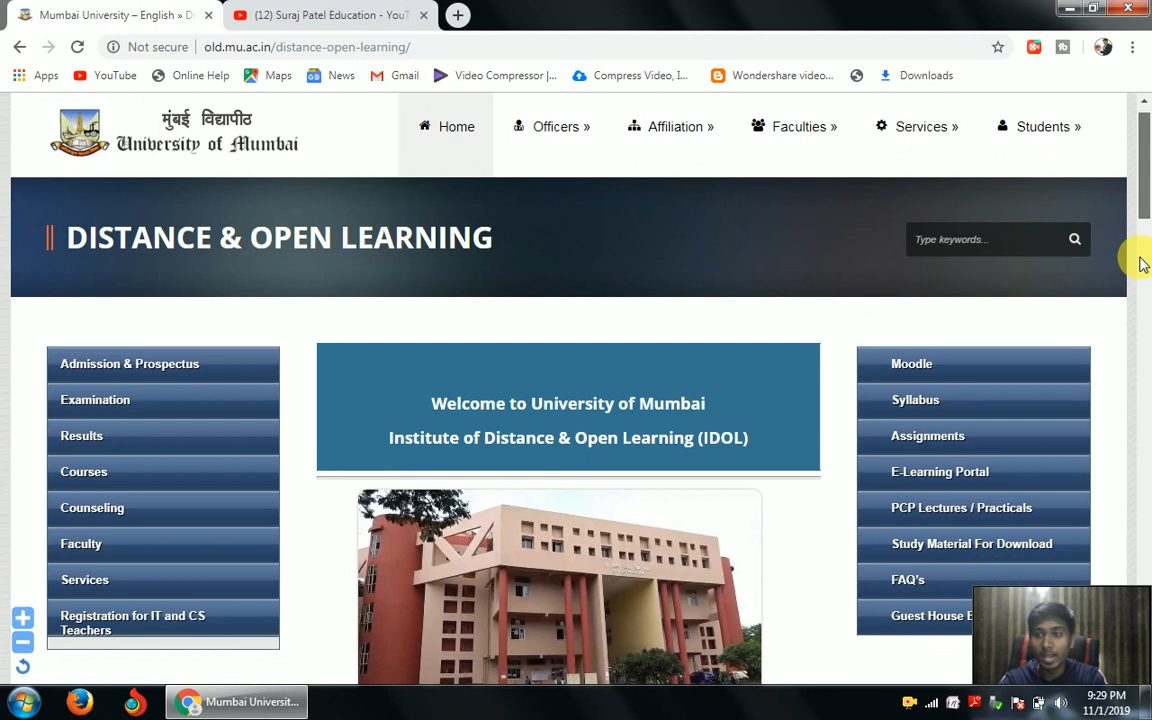 Mumbai University – English » D
(12) Suraj Patel Education - YouT
Not secure
old.mu.ac.in/distance-open-learning/
Apps
YouTube
Online Help
Maps
News
Gmail
Video Compressor |...
Compress Video, I...
Wondershare video...
Downloads
मुंबई विद्यापीठ
University of Mumbai
Home
Officers »
Affiliation »
Faculties »
Services »
Students »
DISTANCE & OPEN LEARNING
Type keywords...
Admission & Prospectus
Examination
Results
Courses
Counseling
Faculty
Services
Registration for IT and CS
Teachers
Welcome to University of Mumbai
Institute of Distance & Open Learning (IDOL)
Moodle
Syllabus
Assignments
E-Learning Portal
PCP Lectures / Practicals
Study Material For Download
FAQ's
Guest House E
Mumbai Universit...
9:29 PM
11/1/2019